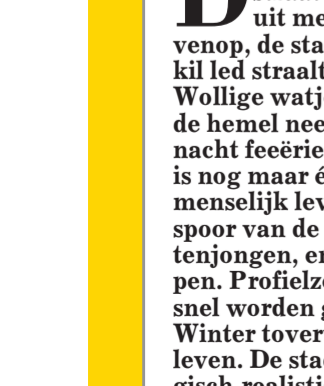 D
uit me
venop, de sta
kil led straalt
Wollige watj
de hemel nee
nacht feeërie
is nog maar é
menselijk lev
spoor van de
tenjongen, e
pen. Profielz
snel worden g
Winter tover
leven. De sta
gisch-realisti